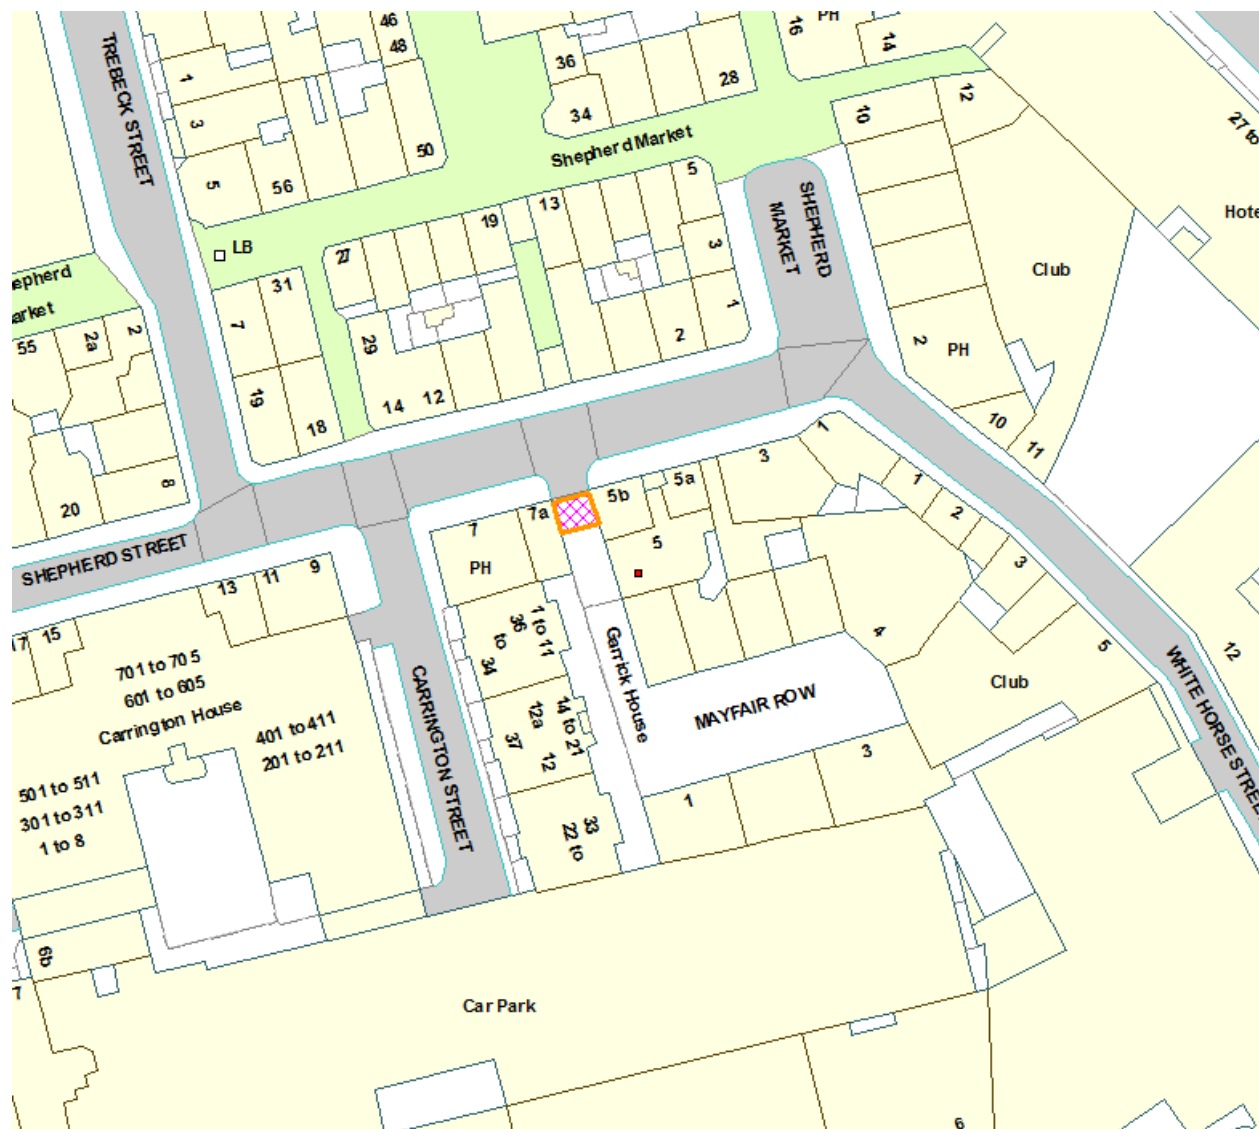 46
48
PH
16
14
36
28
34
TREBECK STREET
1
3
50
5
56
Shepherd Market
10
12
27 to
Hote
Club
LB
27
19
13
5
3
1
2
SHEPHERD
MARKET
epherd
arket
55
2a
2
31
7
29
19
18
14
12
2
PH
10
11
20
8
SHEPHERD STREET
7
7a
5b
5a
3
1
1
2
3
5
PH
13
11
9
17
15
701 to 705
601 to 605
Carrington House
401 to 411
201 to 211
501 to 511
301 to 311
1 to 8
CARRINGTON STREET
1 to 11
36
to
34
14 to 21
12a
12
37
33
22 to
Garrick House
MAYFAIR ROW
4
5
Club
12
WHITE HORSE STREE
3
1
6b
7
Car Park
6